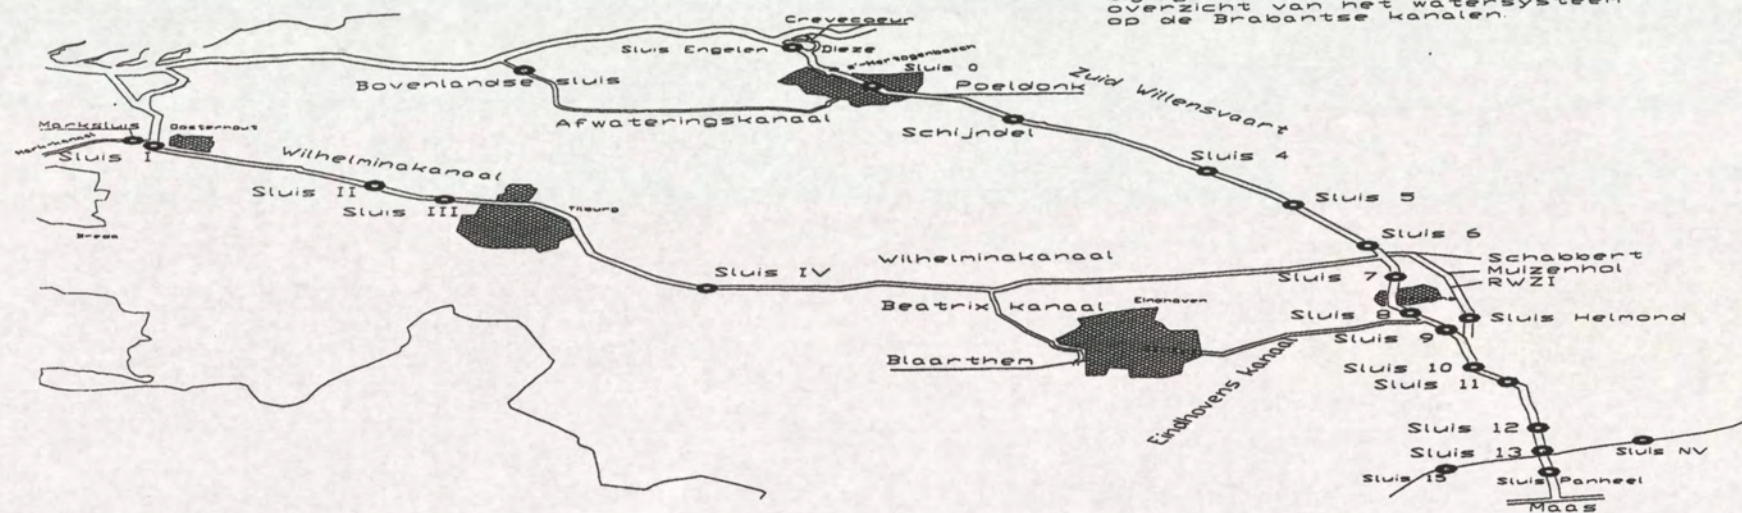 overzicht van het watersysteem
op de Brabantse kanalen.
Crevecoeur
Sluis Engelen
Dieze
s'-Hertogenbosch
Sluis 0
Bovenlandse sluis
Poeldonk
Zuid Willemsvaart
Afwateringskanaal
Schijndel
Marksluis
Oosterhout
Markkanaal
Sluis I
Wilhelminakanaal
Sluis II
Sluis III
Tilburg
Breda
Sluis 4
Sluis 5
Sluis 6
Sluis IV
Wilhelminakanaal
Schabbert
Sluis 7
Muizenhol
RWZI
Beatrix kanaal
Eindhoven
Sluis 8
Sluis Helmond
Sluis 9
Blaarthem
Eindhovens kanaal
Sluis 10
Sluis 11
Sluis 12
Sluis 13
Sluis NV
Sluis 15
Sluis Panheel
Maas